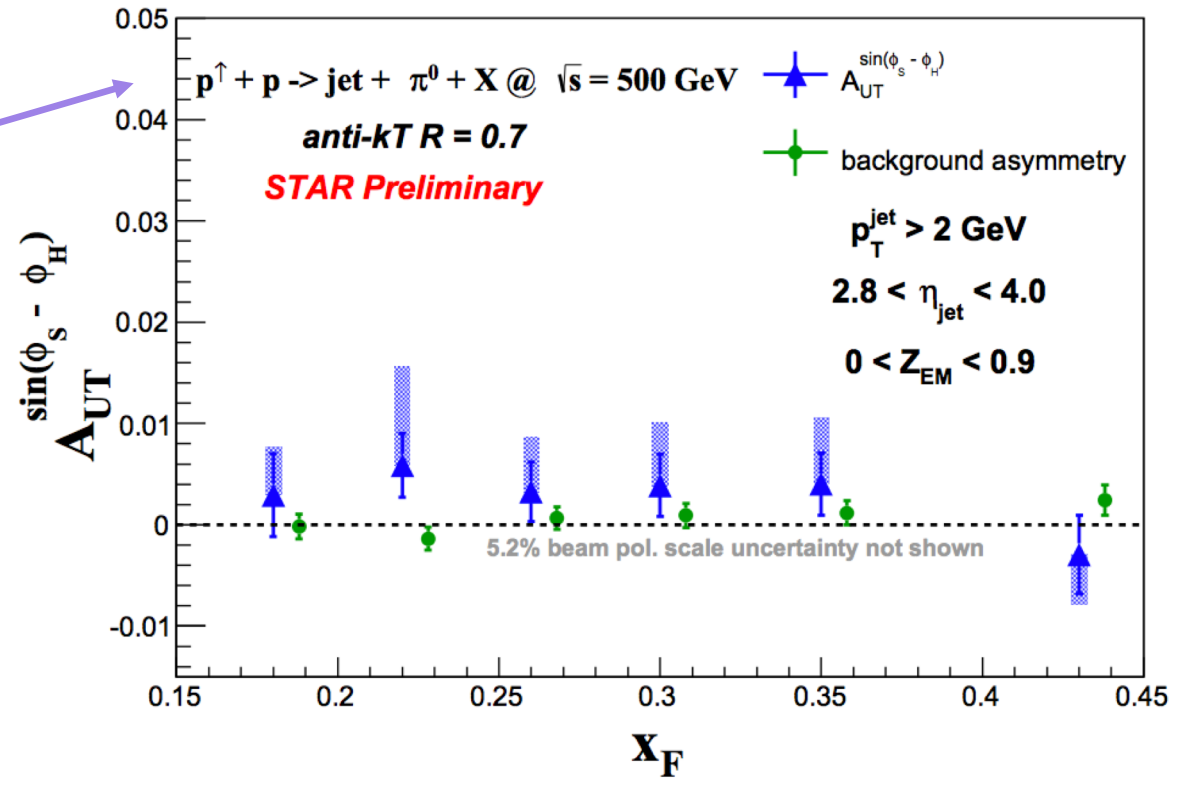 0.05
p↑ + p -> jet + π⁰ + X @ √s = 500 GeV
A_UT^sin(ϕ_S - ϕ_H)
0.04
anti-kT R = 0.7
background asymmetry
STAR Preliminary
p_T^jet > 2 GeV
0.03
2.8 < η_jet < 4.0
0.02
0 < Z_EM < 0.9
A_UT^sin(ϕ_S - ϕ_H)
0.01
0
5.2% beam pol. scale uncertainty not shown
-0.01
0.15 0.2 0.25 0.3 0.35 0.4 0.45
x_F